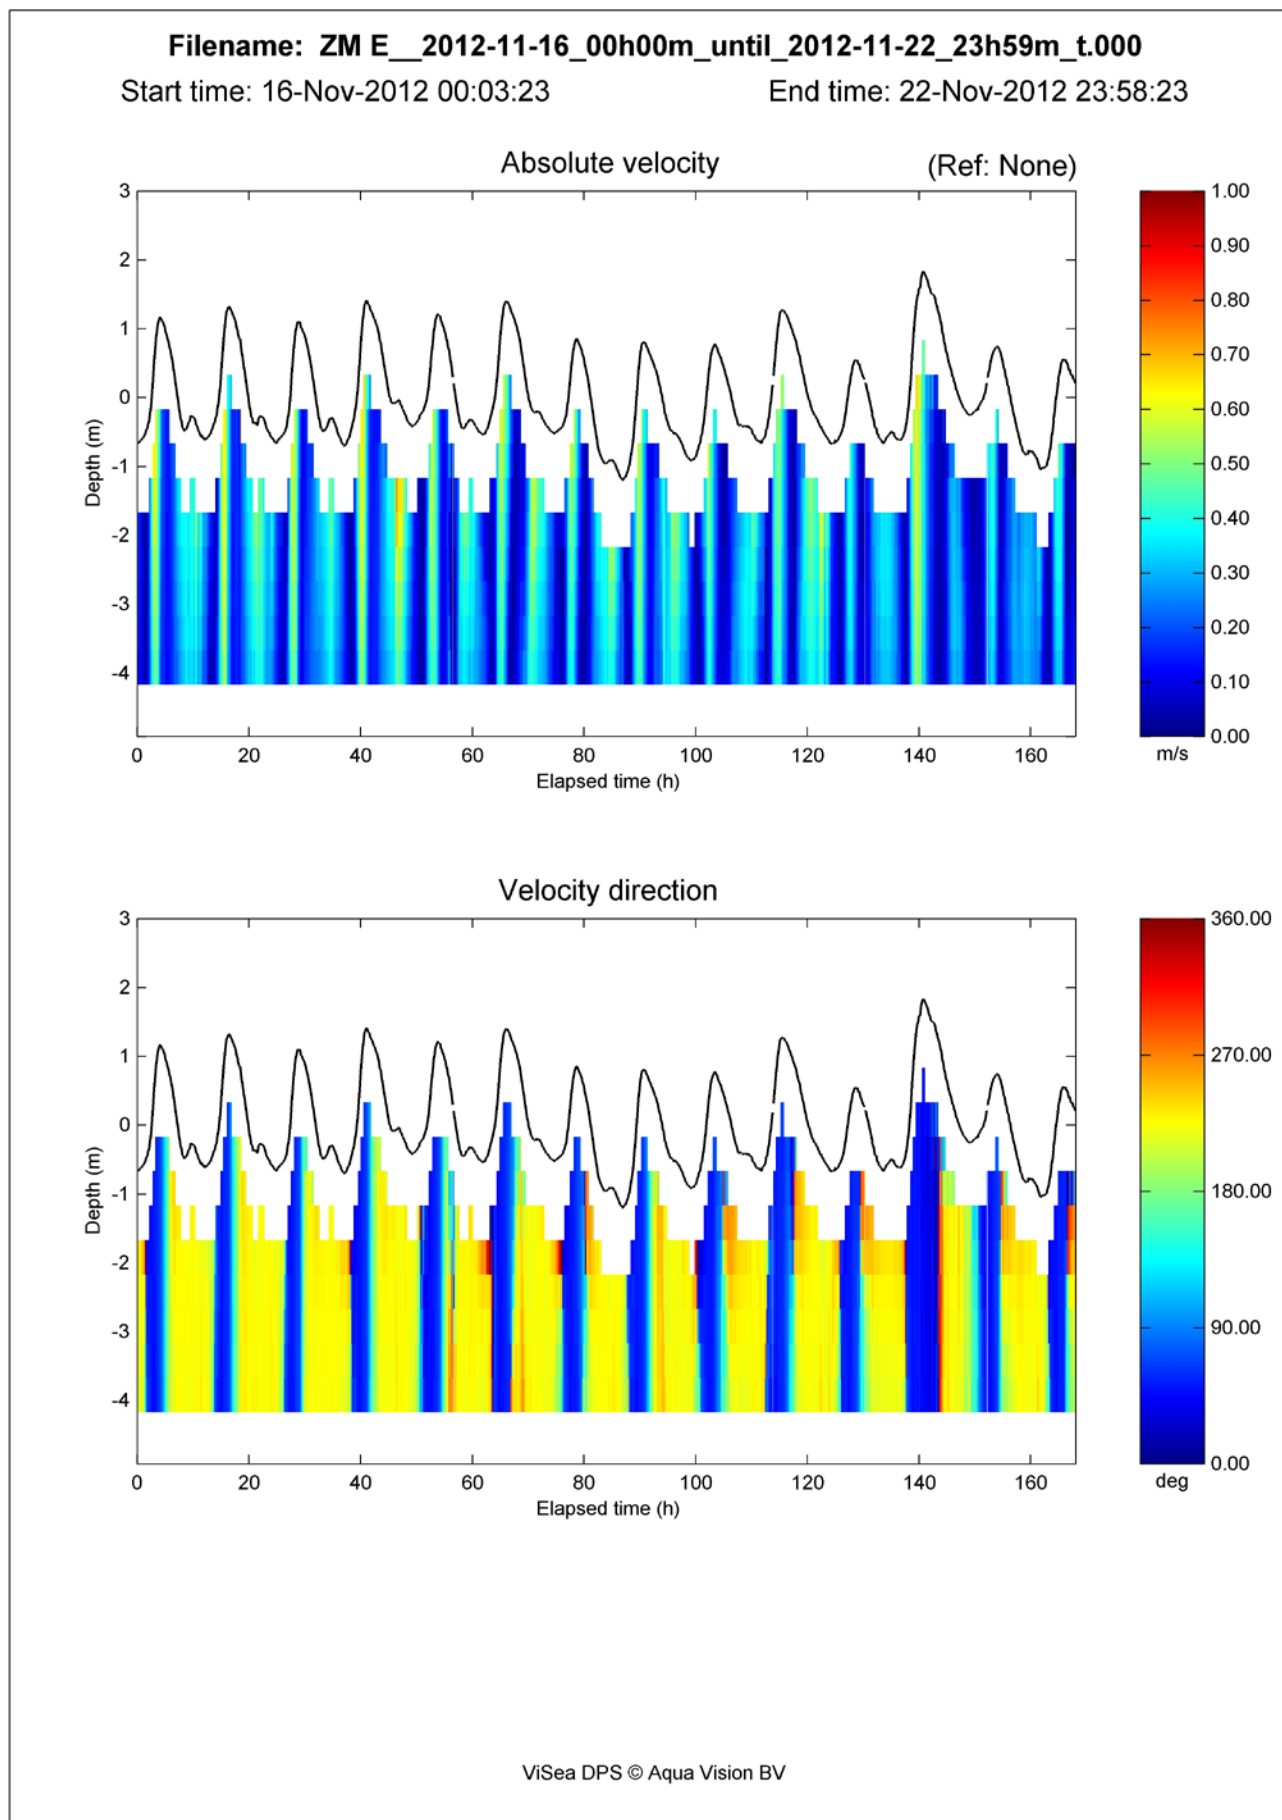 Filename: ZM E__2012-11-16_00h00m_until_2012-11-22_23h59m_t.000
Start time: 16-Nov-2012 00:03:23 End time: 22-Nov-2012 23:58:23
Absolute velocity (Ref: None)
3
2
1
0
-1
-2
-3
-4
Depth (m)
0 20 40 60 80 100 120 140 160
Elapsed time (h)
1.00
0.90
0.80
0.70
0.60
0.50
0.40
0.30
0.20
0.10
0.00
m/s
Velocity direction
3
2
1
0
-1
-2
-3
-4
Depth (m)
0 20 40 60 80 100 120 140 160
Elapsed time (h)
360.00
270.00
180.00
90.00
0.00
deg
ViSea DPS © Aqua Vision BV